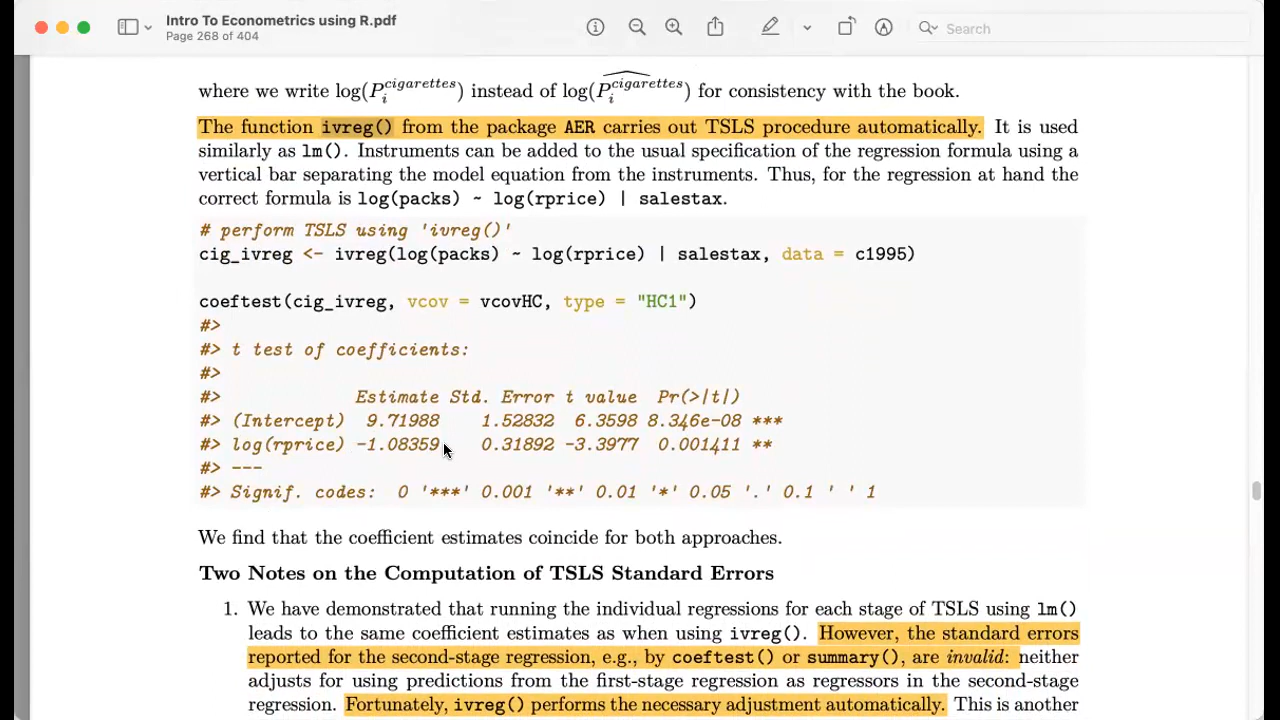 Intro To Econometrics using R.pdf
Page 268 of 404
Search
where we write log(P_i^{cigarettes}) instead of log(\widehat{P_i^{cigarettes}}) for consistency with the book.
The function ivreg() from the package AER carries out TSLS procedure automatically. It is used
similarly as lm(). Instruments can be added to the usual specification of the regression formula using a
vertical bar separating the model equation from the instruments. Thus, for the regression at hand the
correct formula is log(packs) ~ log(rprice) | salestax.
# perform TSLS using 'ivreg()'
cig_ivreg <- ivreg(log(packs) ~ log(rprice) | salestax, data = c1995)
coeftest(cig_ivreg, vcov = vcovHC, type = "HC1")
#>
#> t test of coefficients:
#>
#> Estimate Std. Error t value Pr(>|t|)
#> (Intercept) 9.71988 1.52832 6.3598 8.346e-08 ***
#> log(rprice) -1.08359 0.31892 -3.3977 0.001411 **
#> ---
#> Signif. codes: 0 '***' 0.001 '**' 0.01 '*' 0.05 '.' 0.1 ' ' 1
We find that the coefficient estimates coincide for both approaches.
Two Notes on the Computation of TSLS Standard Errors
1. We have demonstrated that running the individual regressions for each stage of TSLS using lm()
leads to the same coefficient estimates as when using ivreg(). However, the standard errors
reported for the second-stage regression, e.g., by coeftest() or summary(), are invalid: neither
adjusts for using predictions from the first-stage regression as regressors in the second-stage
regression. Fortunately, ivreg() performs the necessary adjustment automatically. This is another